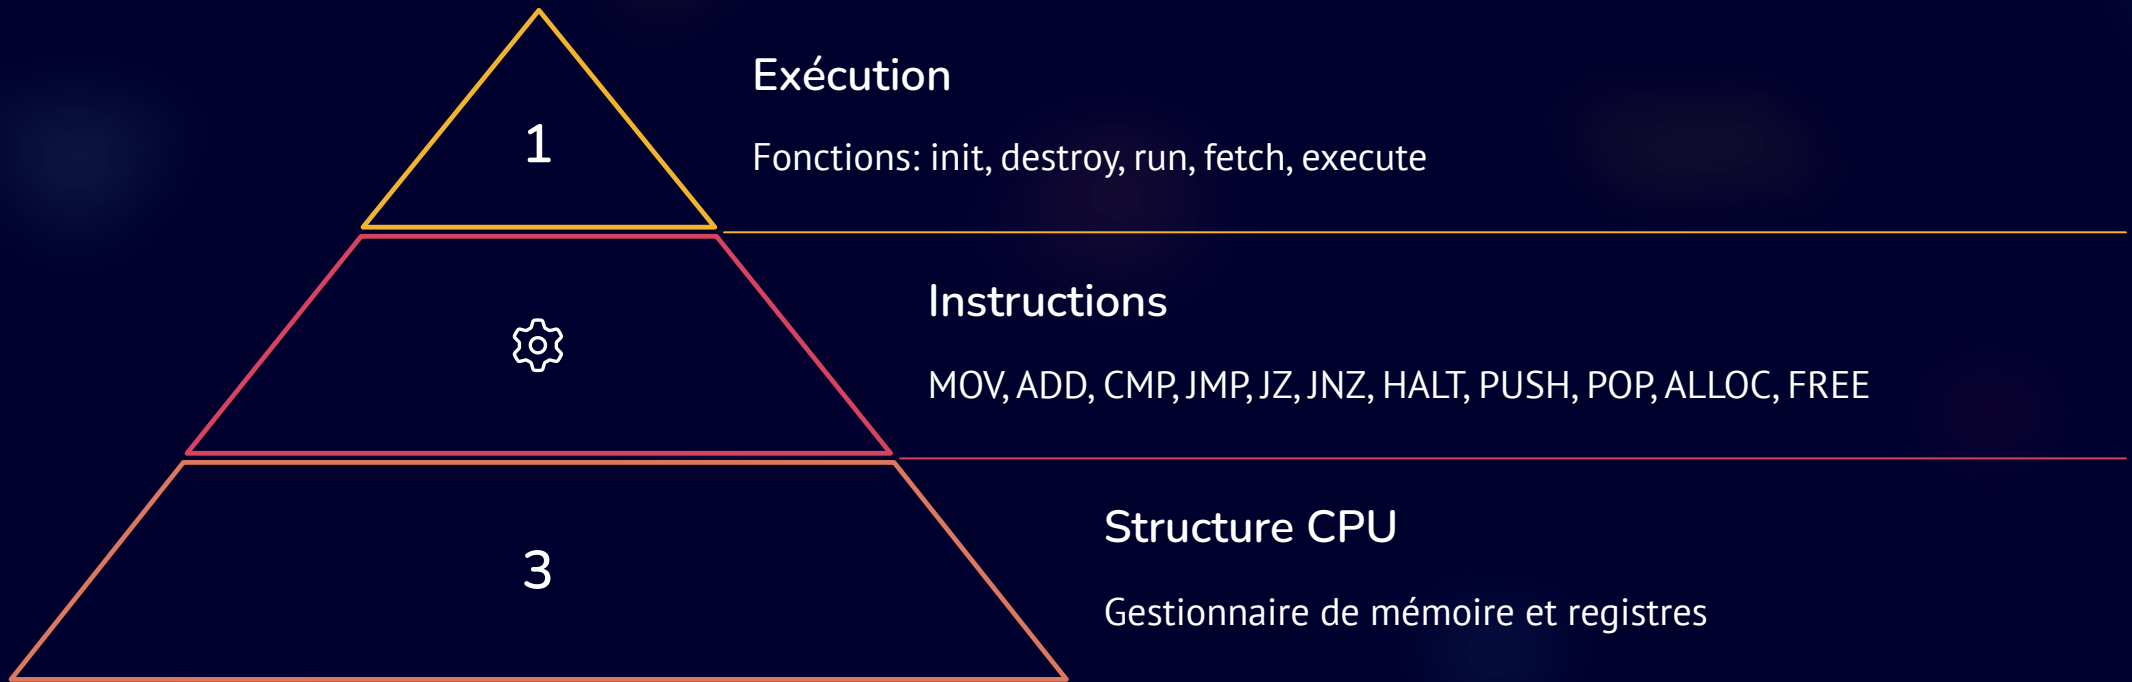 1
Exécution
Fonctions: init, destroy, run, fetch, execute
Instructions
MOV, ADD, CMP, JMP, JZ, JNZ, HALT, PUSH, POP, ALLOC, FREE
3
Structure CPU
Gestionnaire de mémoire et registres